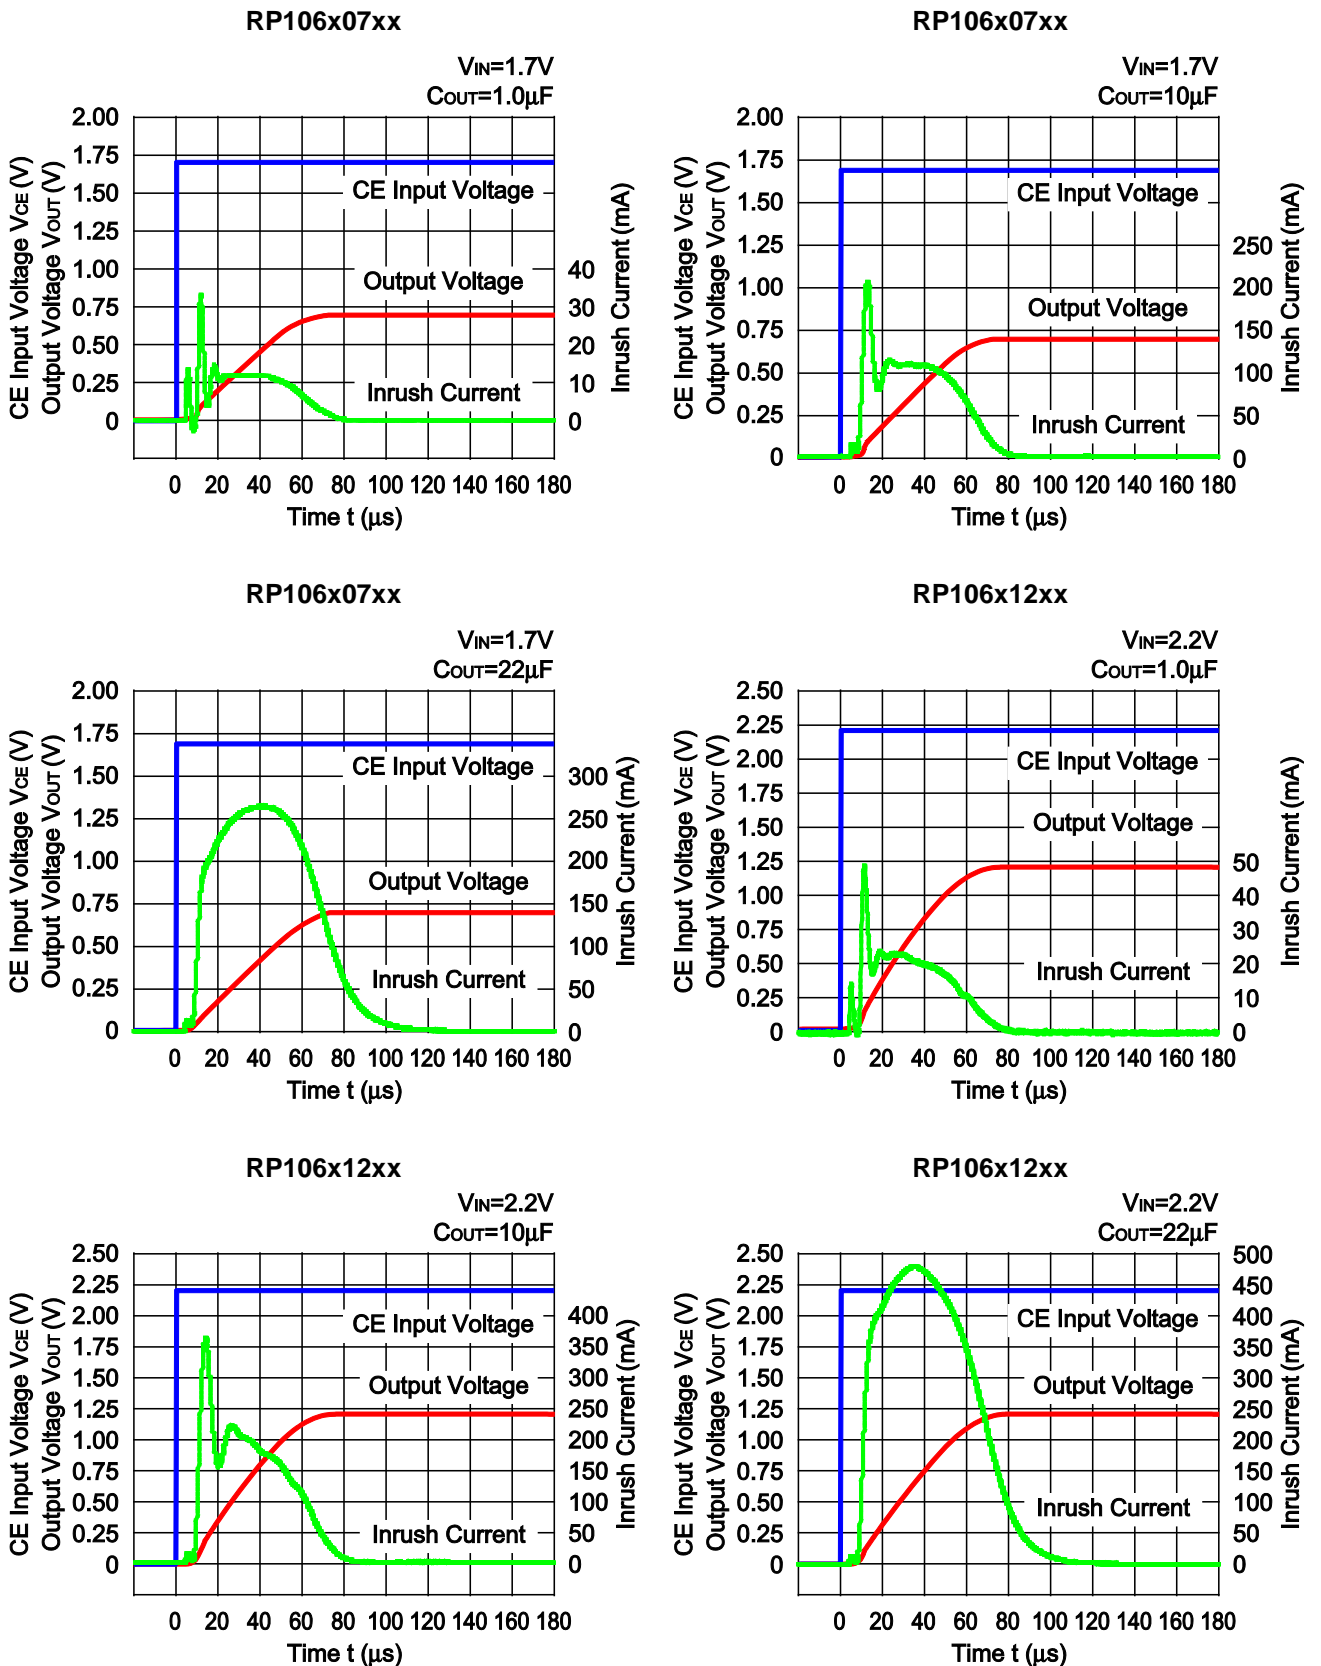 RP106x07xx
VIN=1.7V
COUT=1.0µF
CE Input Voltage VCE (V)
Output Voltage VOUT (V)
2.00
1.75
1.50
1.25
1.00
0.75
0.50
0.25
0
CE Input Voltage
Output Voltage
Inrush Current
40
30
20
10
0
Inrush Current (mA)
0 20 40 60 80 100 120 140 160 180
Time t (µs)
RP106x07xx
VIN=1.7V
COUT=10µF
CE Input Voltage VCE (V)
Output Voltage VOUT (V)
2.00
1.75
1.50
1.25
1.00
0.75
0.50
0.25
0
CE Input Voltage
Output Voltage
Inrush Current
250
200
150
100
50
0
Inrush Current (mA)
0 20 40 60 80 100 120 140 160 180
Time t (µs)
RP106x07xx
VIN=1.7V
COUT=22µF
CE Input Voltage VCE (V)
Output Voltage VOUT (V)
2.00
1.75
1.50
1.25
1.00
0.75
0.50
0.25
0
CE Input Voltage
Output Voltage
Inrush Current
300
250
200
150
100
50
0
Inrush Current (mA)
0 20 40 60 80 100 120 140 160 180
Time t (µs)
RP106x12xx
VIN=2.2V
COUT=1.0µF
CE Input Voltage VCE (V)
Output Voltage VOUT (V)
2.50
2.25
2.00
1.75
1.50
1.25
1.00
0.75
0.50
0.25
0
CE Input Voltage
Output Voltage
Inrush Current
50
40
30
20
10
0
Inrush Current (mA)
0 20 40 60 80 100 120 140 160 180
Time t (µs)
RP106x12xx
VIN=2.2V
COUT=10µF
CE Input Voltage VCE (V)
Output Voltage VOUT (V)
2.50
2.25
2.00
1.75
1.50
1.25
1.00
0.75
0.50
0.25
0
CE Input Voltage
Output Voltage
Inrush Current
400
350
300
250
200
150
100
50
0
Inrush Current (mA)
0 20 40 60 80 100 120 140 160 180
Time t (µs)
RP106x12xx
VIN=2.2V
COUT=22µF
CE Input Voltage VCE (V)
Output Voltage VOUT (V)
2.50
2.25
2.00
1.75
1.50
1.25
1.00
0.75
0.50
0.25
0
CE Input Voltage
Output Voltage
Inrush Current
500
450
400
350
300
250
200
150
100
50
0
Inrush Current (mA)
0 20 40 60 80 100 120 140 160 180
Time t (µs)